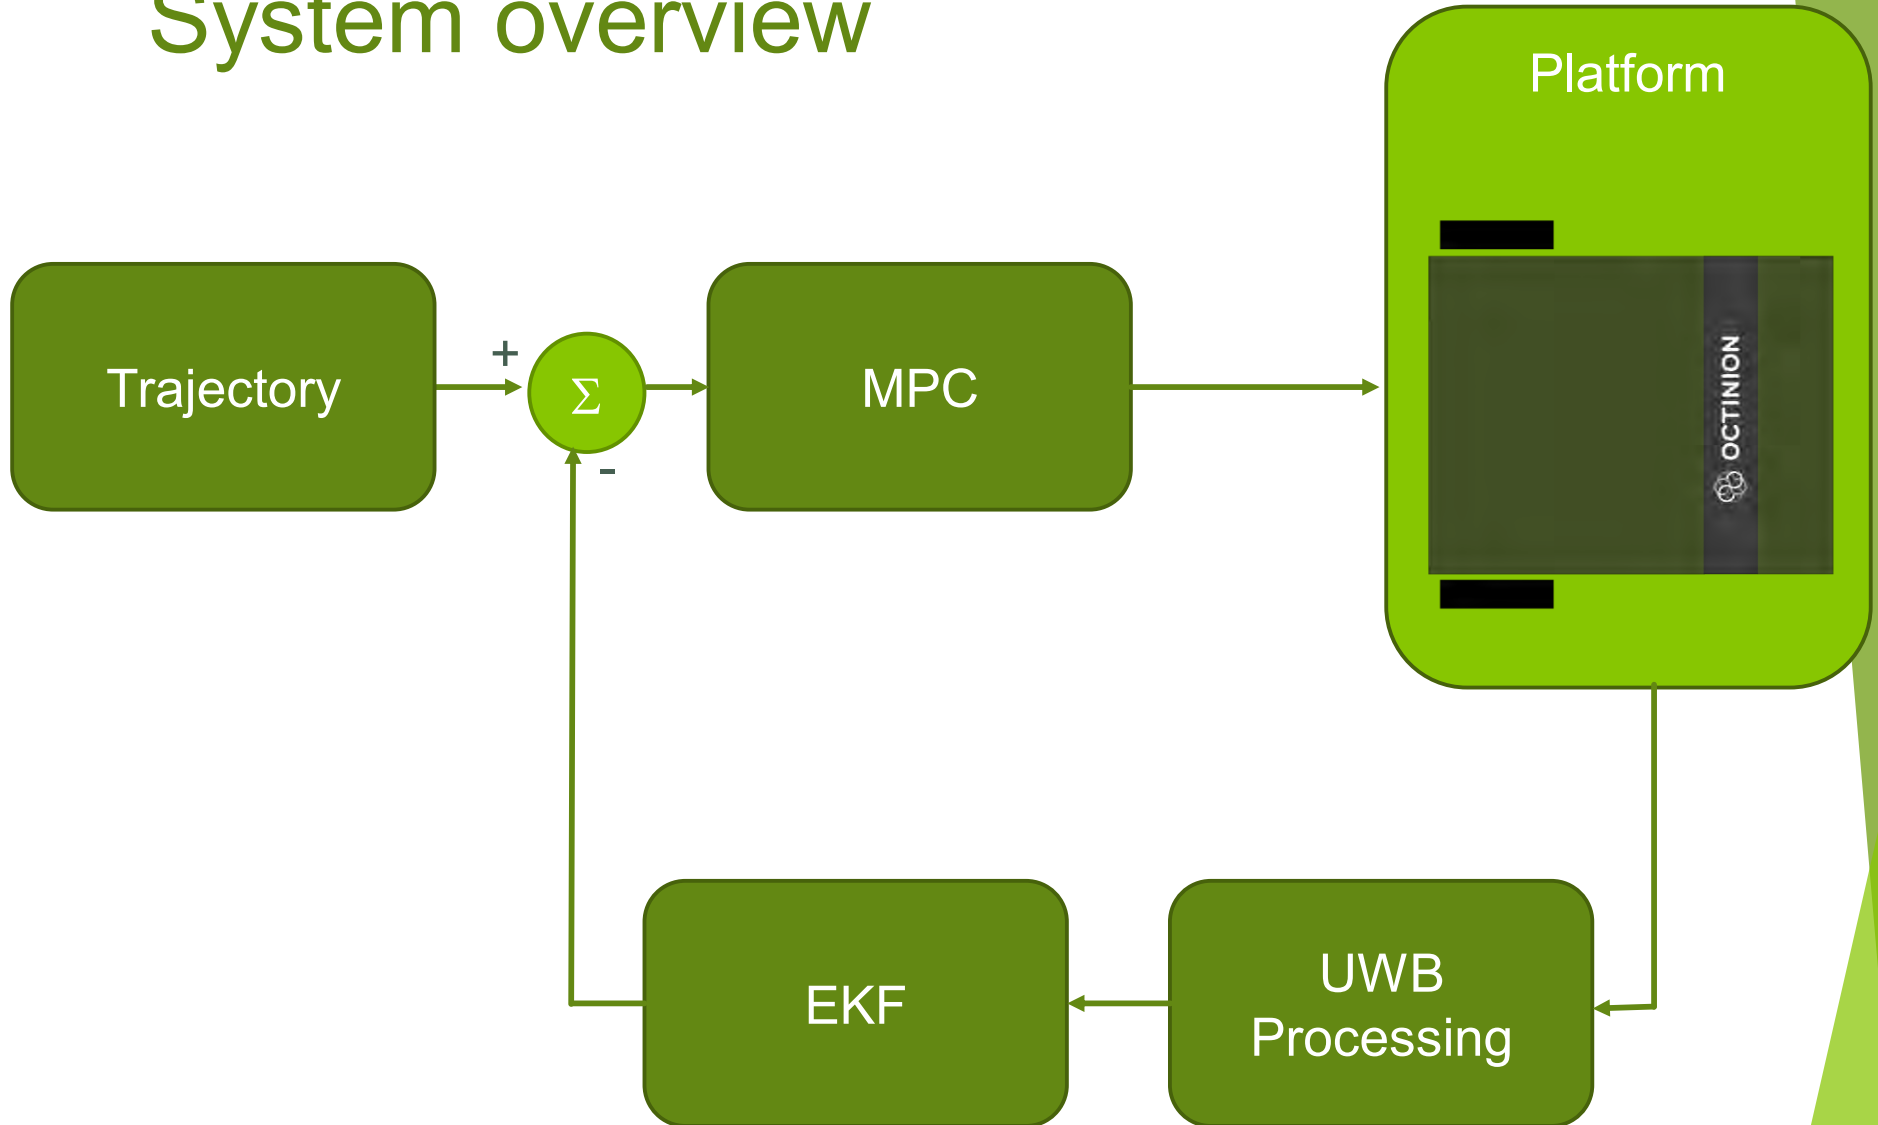 System overview
Platform
Trajectory
+
Σ
-
MPC
OCTINION
EKF
UWB
Processing